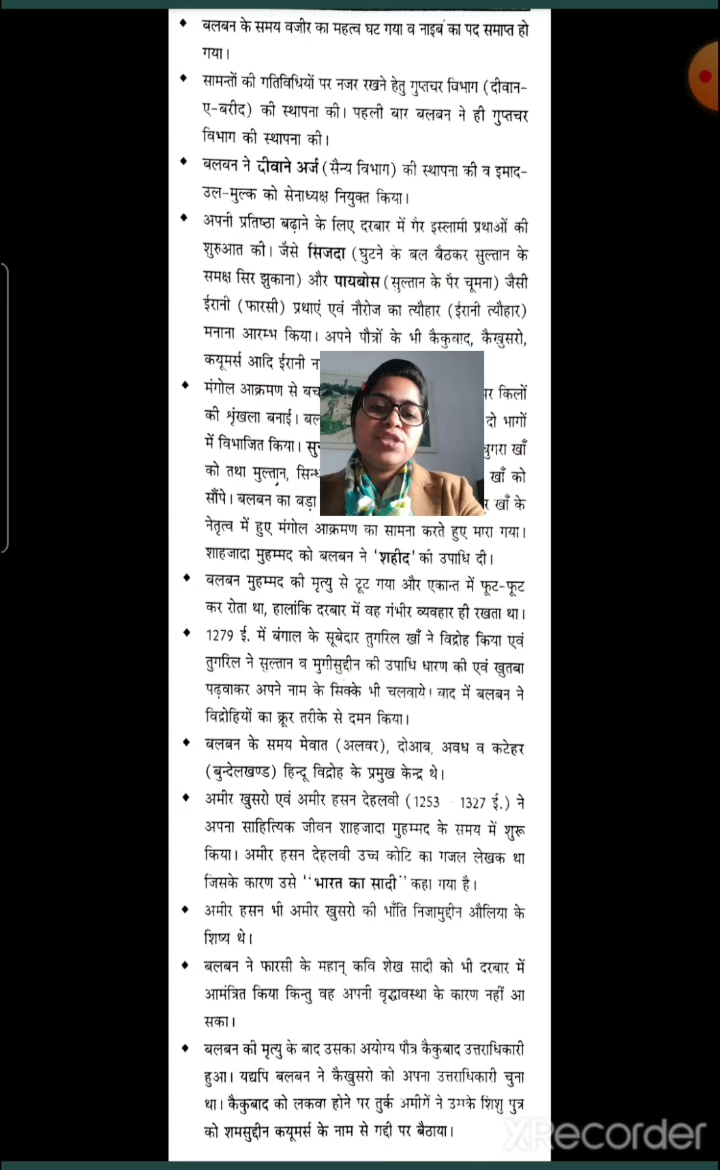 ♦ बलबन के समय वजीर का महत्व घट गया व नाइब का पद समाप्त हो
गया।
♦ सामन्तों की गतिविधियों पर नजर रखने हेतु गुप्तचर विभाग (दीवान-
ए-बरीद) की स्थापना की। पहली बार बलबन ने ही गुप्तचर
विभाग की स्थापना की।
♦ बलबन ने दीवाने अर्ज (सैन्य विभाग) की स्थापना की व इमाद-
उल-मुल्क को सेनाध्यक्ष नियुक्त किया।
♦ अपनी प्रतिष्ठा बढ़ाने के लिए दरबार में गैर इस्लामी प्रथाओं की
शुरुआत की। जैसे सिजदा (घुटने के बल बैठकर सुल्तान के
समक्ष सिर झुकाना) और पायबोस (सुल्तान के पैर चूमना) जैसी
ईरानी (फारसी) प्रथाएं एवं नौरोज का त्यौहार (ईरानी त्यौहार)
मनाना आरम्भ किया। अपने पौत्रों के भी कैकुवाद, कैखुसरो,
कयूमर्स आदि ईरानी
♦ मंगोल आक्रमण से पर किलों
की शृंखला बनाई। दो भागों
में विभाजित किया। बुगरा खाँ
को तथा मुल्तान, खाँ को
सौंपे। बलबन का बड़ा खाँ के
नेतृत्व में हुए मंगोल आक्रमण का सामना करते हुए मारा गया।
शाहजादा मुहम्मद को बलबन ने 'शहीद' की उपाधि दी।
♦ बलबन मुहम्मद की मृत्यु से टूट गया और एकान्त में फूट-फूट
कर रोता था, हालांकि दरबार में वह गंभीर व्यवहार ही रखता था।
♦ 1279 ई. में बंगाल के सूबेदार तुगरिल खाँ ने विद्रोह किया एवं
तुगरिल ने सुल्तान व मुगीसुद्दीन की उपाधि धारण की एवं खुतबा
पढ़वाकर अपने नाम के सिक्के भी चलवाये। बाद में बलबन ने
विद्रोहियों का क्रूर तरीके से दमन किया।
♦ बलबन के समय मेवात (अलवर), दोआब, अवध व कटेहर
(बुन्देलखण्ड) हिन्दू विद्रोह के प्रमुख केन्द्र थे।
♦ अमीर खुसरो एवं अमीर हसन देहलवी (1253 - 1327 ई.) ने
अपना साहित्यिक जीवन शाहजादा मुहम्मद के समय में शुरू
किया। अमीर हसन देहलवी उच्च कोटि का गजल लेखक था
जिसके कारण उसे ''भारत का सादी'' कहा गया है।
♦ अमीर हसन भी अमीर खुसरो की भाँति निजामुद्दीन औलिया के
शिष्य थे।
♦ बलबन ने फारसी के महान् कवि शेख सादी को भी दरबार में
आमंत्रित किया किन्तु वह अपनी वृद्धावस्था के कारण नहीं आ
सका।
♦ बलबन की मृत्यु के बाद उसका अयोग्य पौत्र कैकुबाद उत्तराधिकारी
हुआ। यद्यपि बलबन ने कैखुसरो को अपना उत्तराधिकारी चुना
था। कैकुबाद को लकवा होने पर तुर्क अमीरों ने उसके शिशु पुत्र
को शमसुद्दीन कयूमर्स के नाम से गद्दी पर बैठाया।
XRecorder